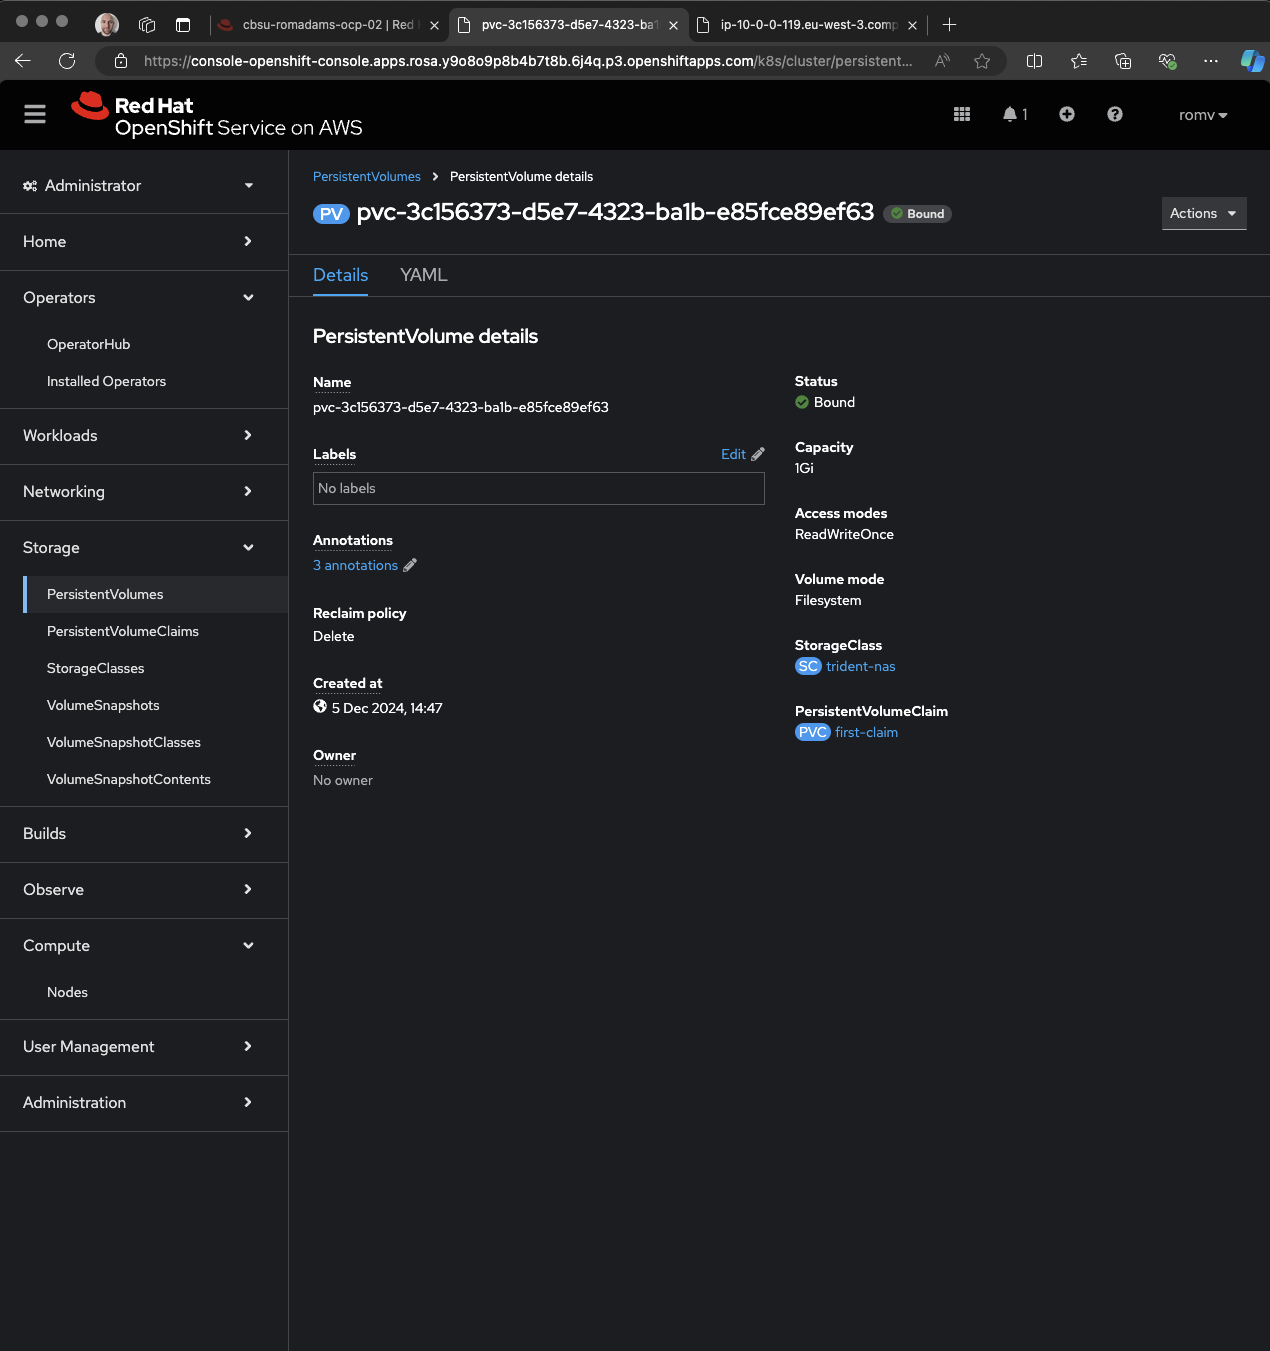 cbsu-romadams-ocp-02 | Red
pvc-3c156373-d5e7-4323-ba1
ip-10-0-0-119.eu-west-3.comp
https://console-openshift-console.apps.rosa.y9o8o9p8b4b7t8b.6j4q.p3.openshiftapps.com/k8s/cluster/persistent...
Red Hat
OpenShift Service on AWS
1
romv
Administrator
Home
Operators
OperatorHub
Installed Operators
Workloads
Networking
Storage
PersistentVolumes
PersistentVolumeClaims
StorageClasses
VolumeSnapshots
VolumeSnapshotClasses
VolumeSnapshotContents
Builds
Observe
Compute
Nodes
User Management
Administration
PersistentVolumes > PersistentVolume details
PV pvc-3c156373-d5e7-4323-ba1b-e85fce89ef63 Bound
Actions
Details YAML
PersistentVolume details
Name
pvc-3c156373-d5e7-4323-ba1b-e85fce89ef63
Labels Edit
No labels
Annotations
3 annotations
Reclaim policy
Delete
Created at
5 Dec 2024, 14:47
Owner
No owner
Status
Bound
Capacity
1Gi
Access modes
ReadWriteOnce
Volume mode
Filesystem
StorageClass
SC trident-nas
PersistentVolumeClaim
PVC first-claim